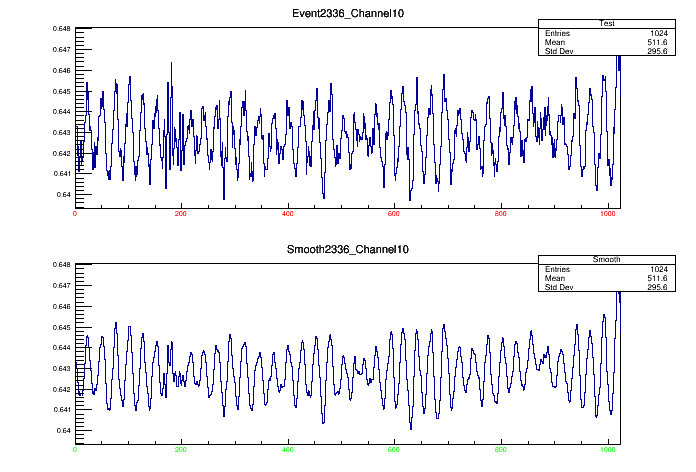 Event2336_Channel10
Test
Entries 1024
Mean 511.6
Std Dev 295.6
0.648
0.647
0.646
0.645
0.644
0.643
0.642
0.641
0.64
0 200 400 600 800 1000
Smooth2336_Channel10
Smooth
Entries 1024
Mean 511.6
Std Dev 295.6
0.648
0.647
0.646
0.645
0.644
0.643
0.642
0.641
0.64
0 200 400 600 800 1000